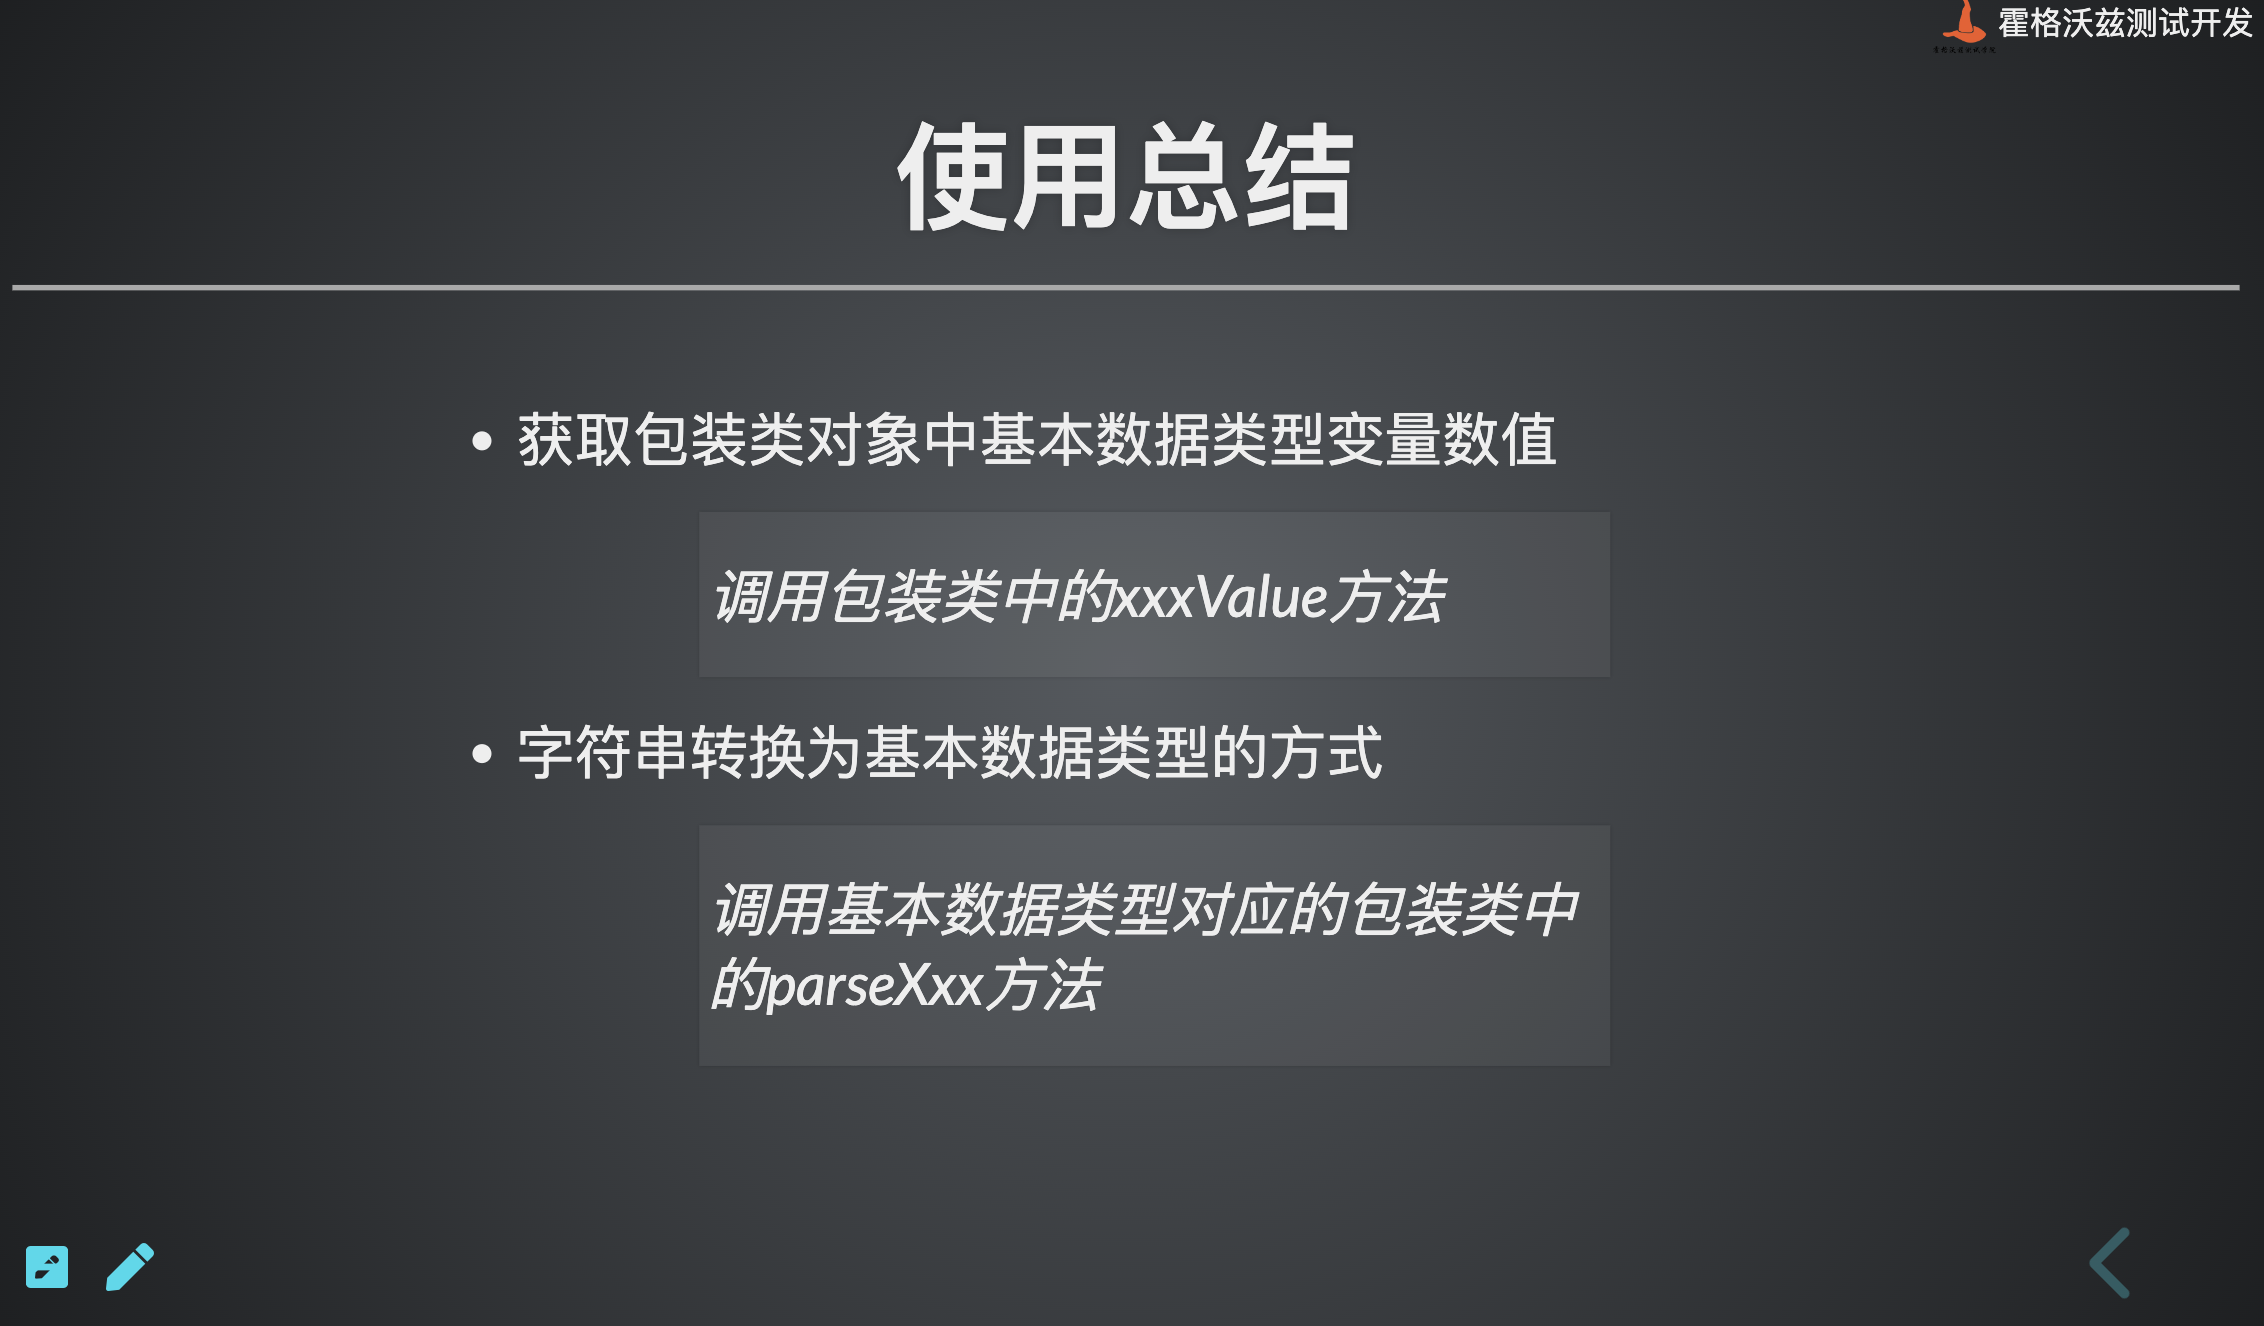 霍格沃兹测试开发
使用总结
获取包装类对象中基本数据类型变量数值
调用包装类中的xxxValue方法
字符串转换为基本数据类型的方式
调用基本数据类型对应的包装类中
的parseXxx方法